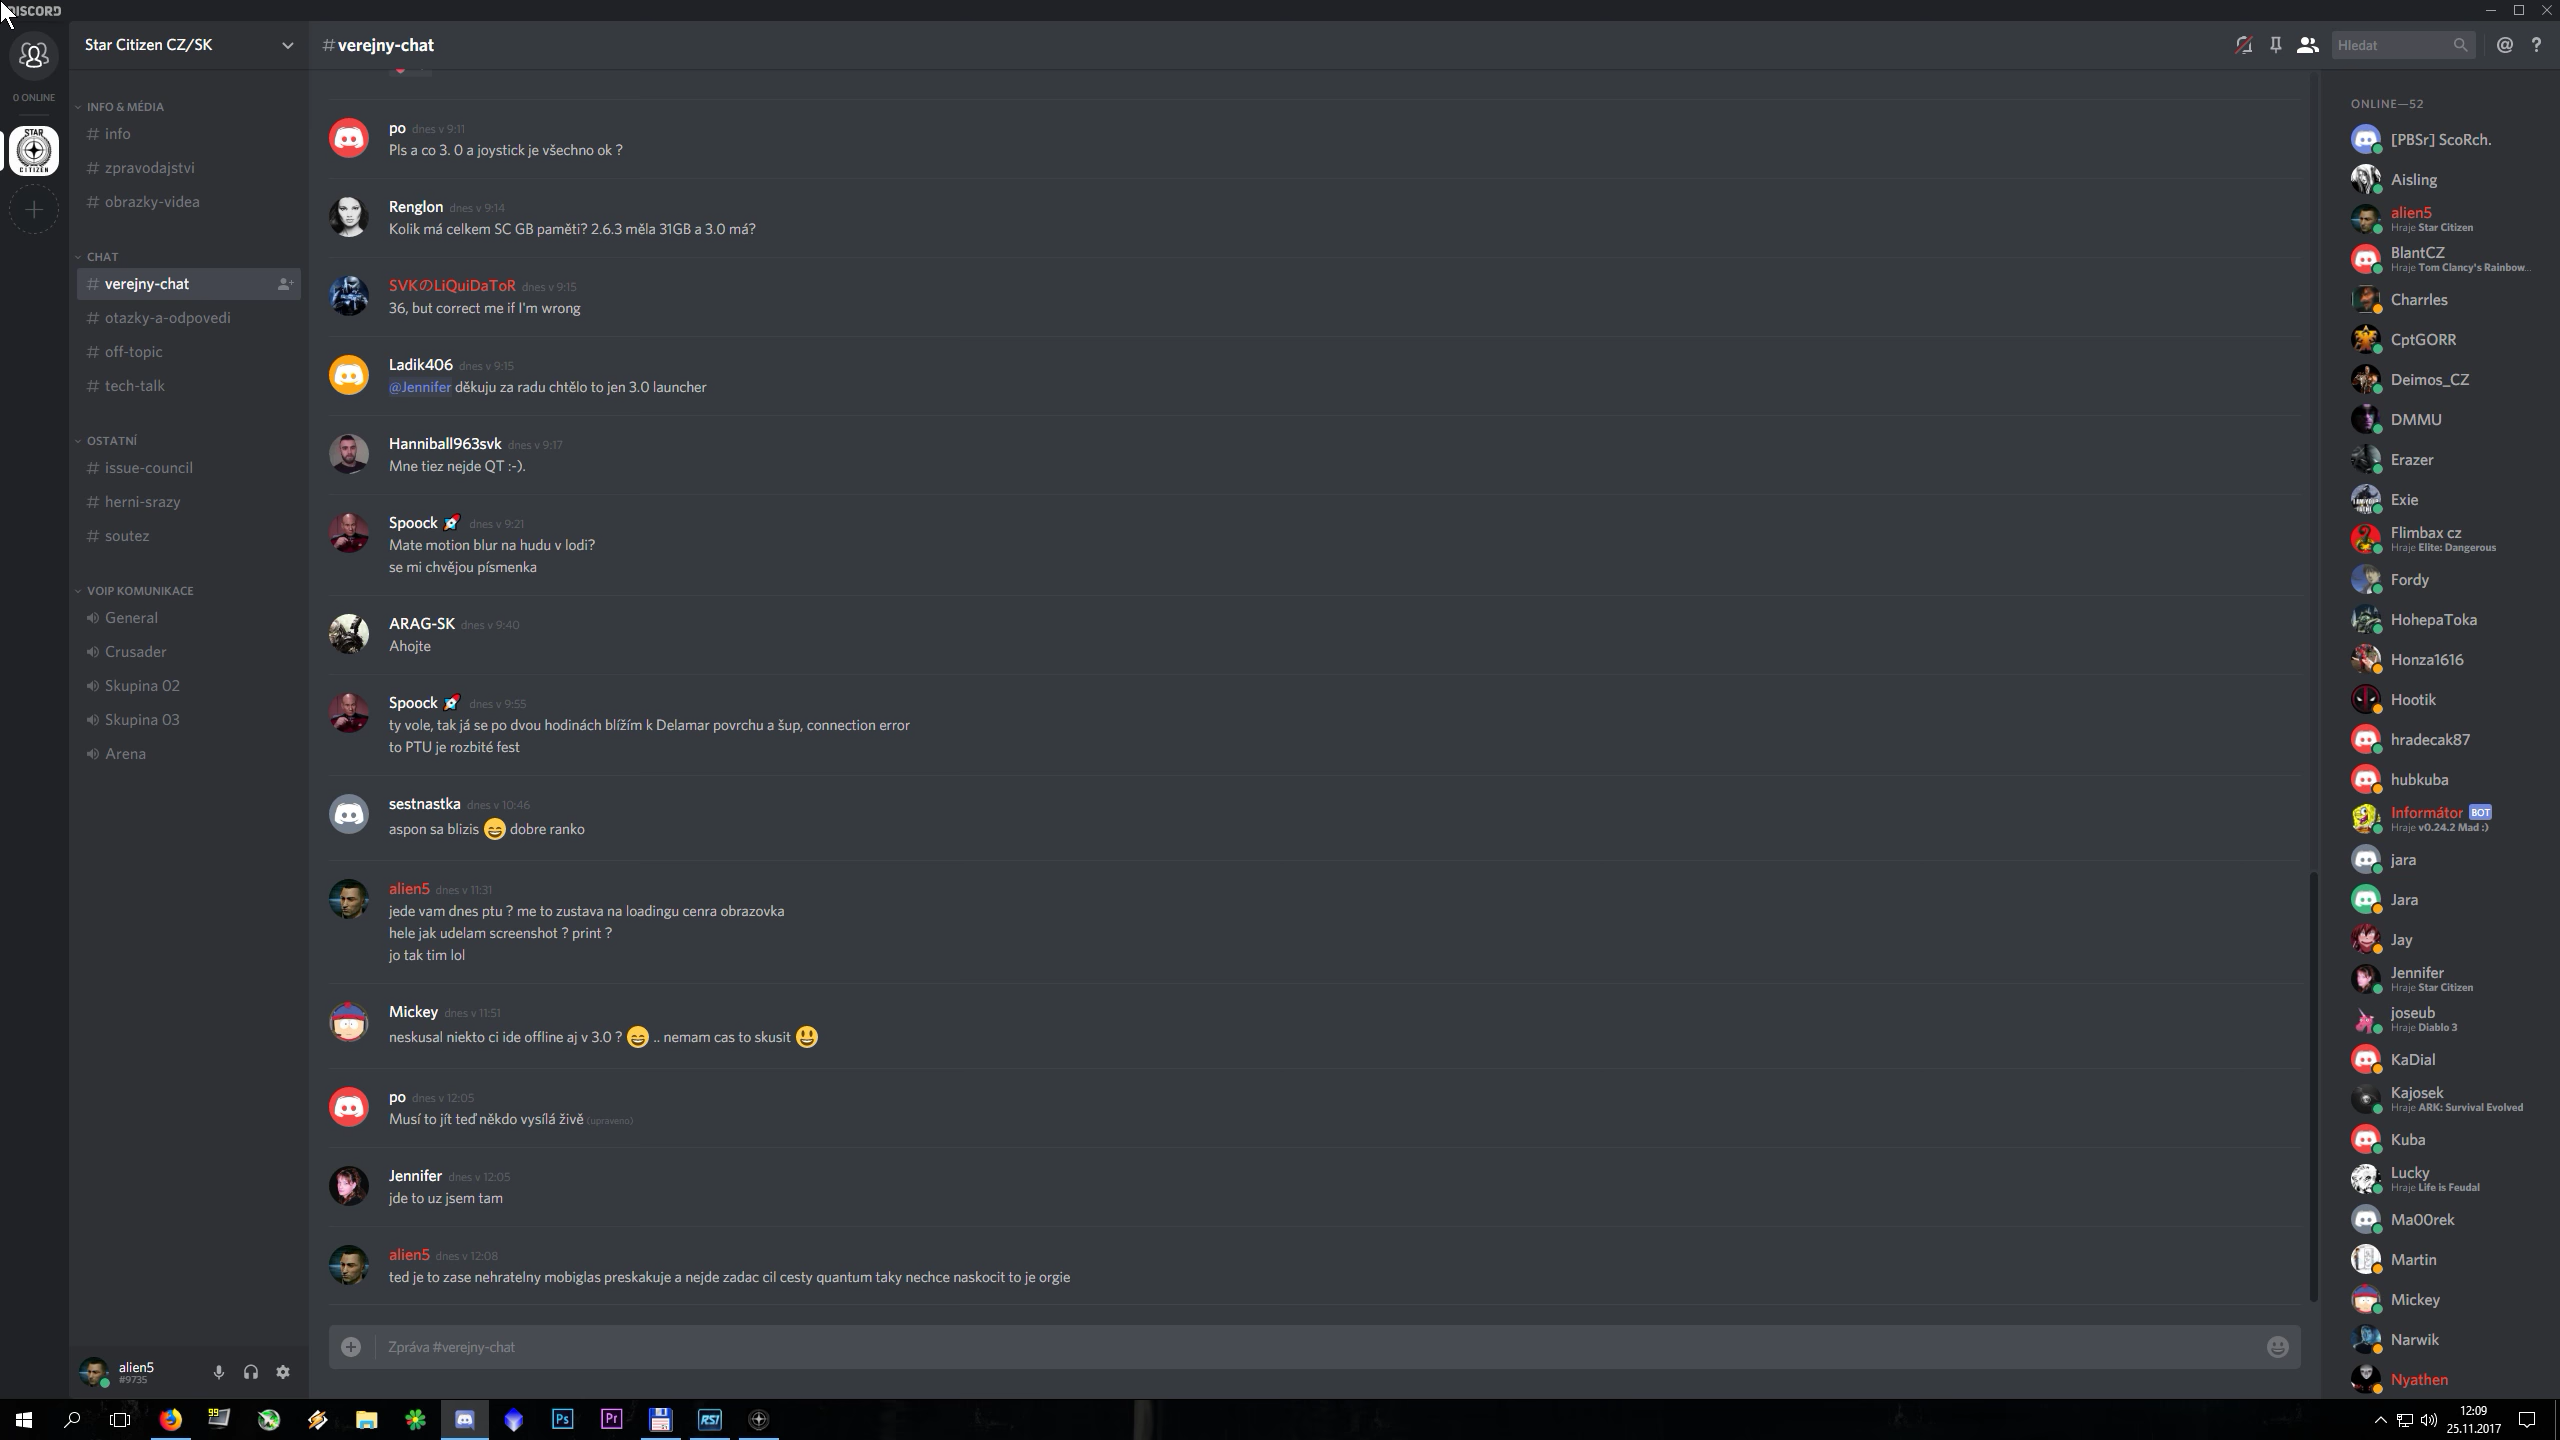 DISCORD
0 ONLINE
STAR
CITIZEN
Star Citizen CZ/SK
INFO & MÉDIA
# info
# zpravodajstvi
# obrazky-videa
CHAT
# verejny-chat
# otazky-a-odpovedi
# off-topic
# tech-talk
OSTATNÍ
# issue-council
# herni-srazy
# soutez
VOIP KOMUNIKACE
General
Crusader
Skupina 02
Skupina 03
Arena
alien5
#9735
# verejny-chat
Hledat
@ ?
po dnes v 9:11
Pls a co 3. 0 a joystick je všechno ok ?
Renglon dnes v 9:14
Kolik má celkem SC GB paměti? 2.6.3 měla 31GB a 3.0 má?
SVKのLiQuiDaToR dnes v 9:15
36, but correct me if I'm wrong
Ladik406 dnes v 9:15
@Jennifer děkuju za radu chtělo to jen 3.0 launcher
Hanniball963svk dnes v 9:17
Mne tiez nejde QT :-).
Spoock 🚀 dnes v 9:21
Mate motion blur na hudu v lodi?
se mi chvějou písmenka
ARAG-SK dnes v 9:40
Ahojte
Spoock 🚀 dnes v 9:55
ty vole, tak já se po dvou hodinách blížím k Delamar povrchu a šup, connection error
to PTU je rozbité fest
sestnastka dnes v 10:46
aspon sa blizis 😄 dobre ranko
alien5 dnes v 11:31
jede vam dnes ptu ? me to zustava na loadingu cenra obrazovka
hele jak udelam screenshot ? print ?
jo tak tim lol
Mickey dnes v 11:51
neskusal niekto ci ide offline aj v 3.0 ? 😄 .. nemam cas to skusit 😃
po dnes v 12:05
Musí to jít teď někdo vysílá živě (upraveno)
Jennifer dnes v 12:05
jde to uz jsem tam
alien5 dnes v 12:08
ted je to zase nehratelny mobiglas preskakuje a nejde zadac cil cesty quantum taky nechce naskocit to je orgie
Zpráva #verejny-chat
ONLINE—52
[PBSr] ScoRch.
Aisling
alien5
Hraje Star Citizen
BlantCZ
Hraje Tom Clancy's Rainbow...
Charrles
CptGORR
Deimos_CZ
DMMU
Erazer
Exie
Flimbax cz
Hraje Elite: Dangerous
Fordy
HohepaToka
Honza1616
Hootik
hradecak87
hubkuba
Informátor BOT
Hraje v0.24.2 Mad :)
jara
Jara
Jay
Jennifer
Hraje Star Citizen
joseub
Hraje Diablo 3
KaDial
Kajosek
Hraje ARK: Survival Evolved
Kuba
Lucky
Hraje Life is Feudal
Ma00rek
Martin
Mickey
Narwik
Nyathen
99
Ps
Pr
RSI
12:09
25.11.2017